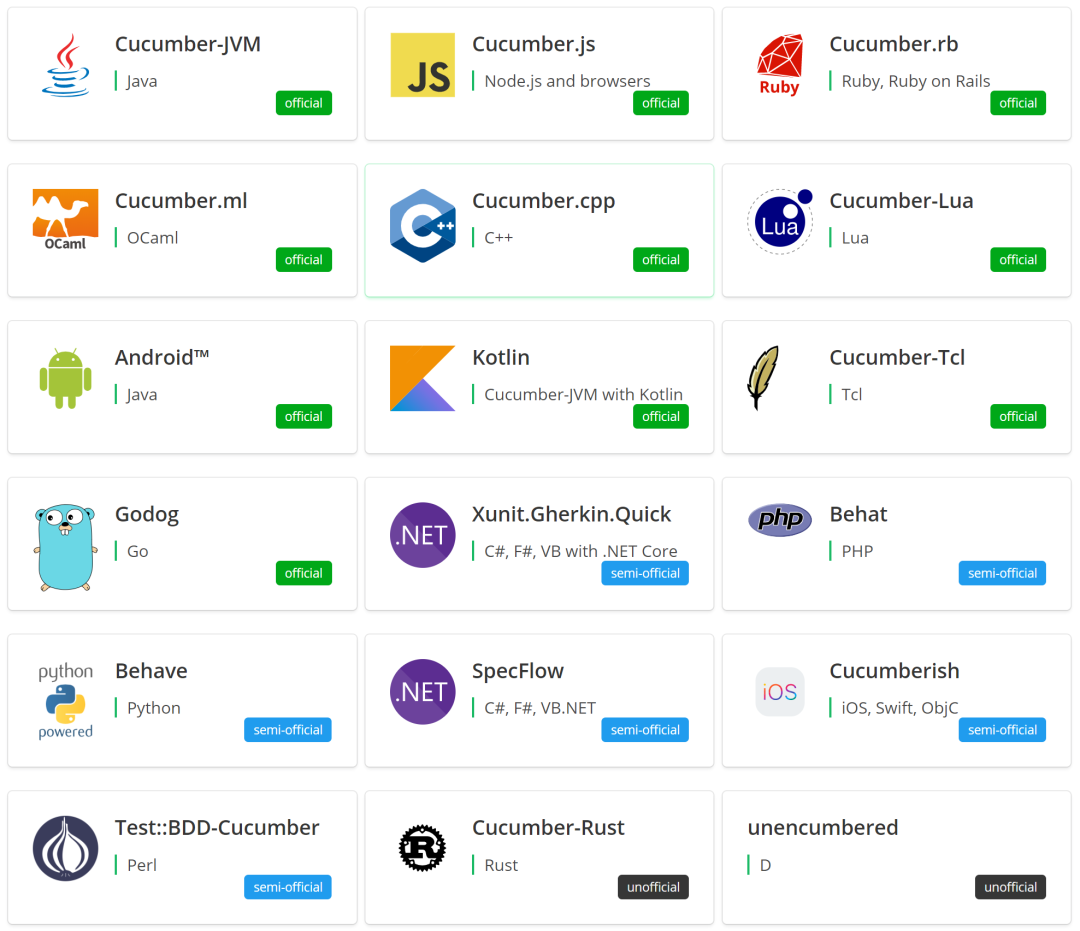 Cucumber-JVM
Java
official
JS
Cucumber.js
Node.js and browsers
official
Ruby
Cucumber.rb
Ruby, Ruby on Rails
official
OCaml
Cucumber.ml
OCaml
official
C++
Cucumber.cpp
C++
official
Lua
Cucumber-Lua
Lua
official
Android™
Java
official
Kotlin
Cucumber-JVM with Kotlin
official
Cucumber-Tcl
Tcl
official
Godog
Go
official
.NET
Xunit.Gherkin.Quick
C#, F#, VB with .NET Core
semi-official
php
Behat
PHP
semi-official
python
powered
Behave
Python
semi-official
.NET
SpecFlow
C#, F#, VB.NET
semi-official
iOS
Cucumberish
iOS, Swift, ObjC
semi-official
Test::BDD-Cucumber
Perl
semi-official
R
Cucumber-Rust
Rust
unofficial
unencumbered
D
unofficial